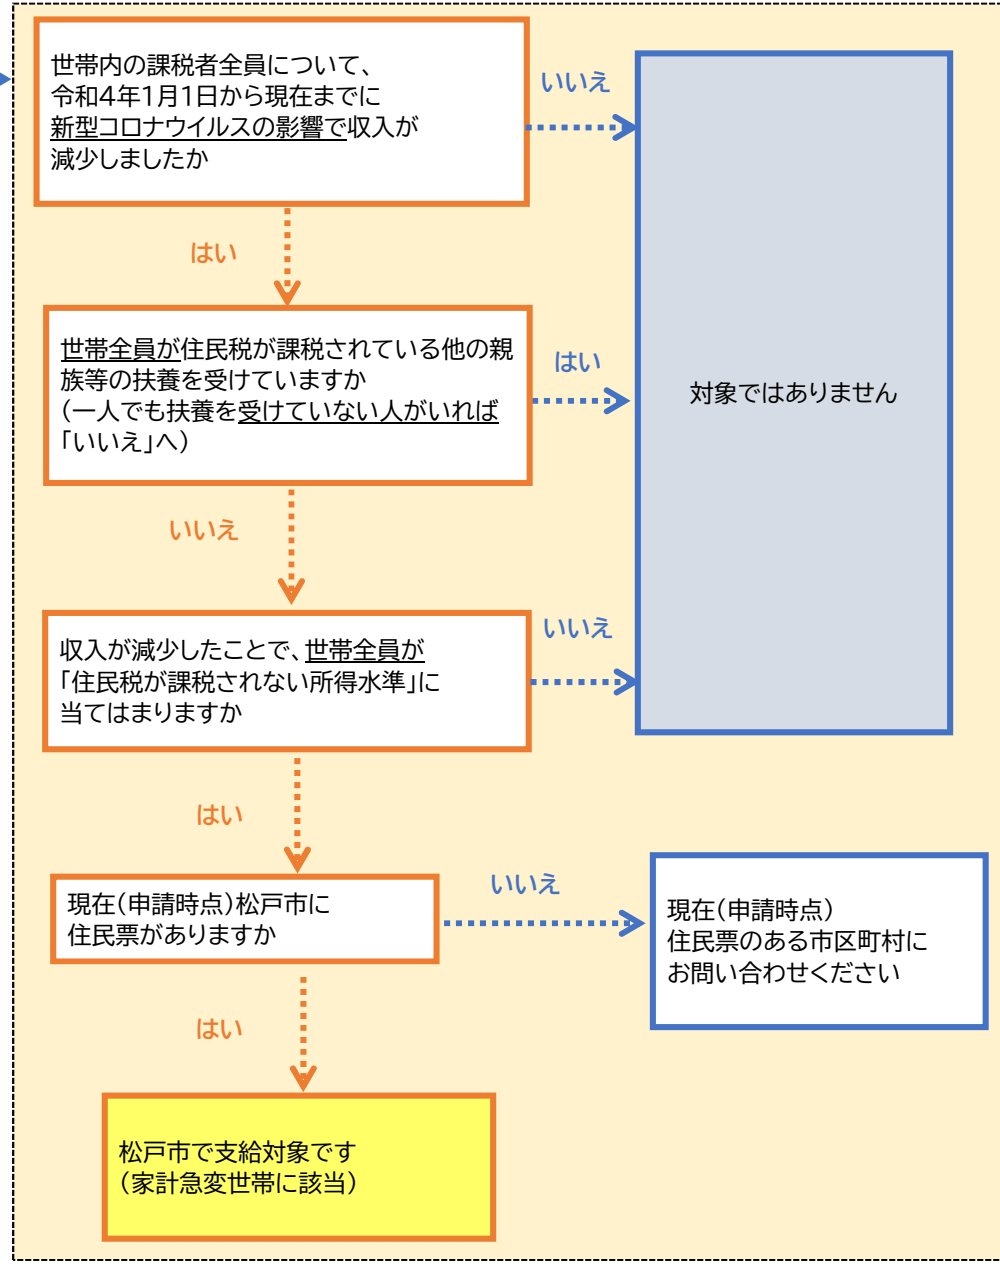 世帯内の課税者全員について、
令和4年1月1日から現在までに
新型コロナウイルスの影響で収入が
減少しましたか
いいえ
はい
世帯全員が住民税が課税されている他の親
族等の扶養を受けていますか
(一人でも扶養を受けていない人がいれば
「いいえ」へ)
はい
対象ではありません
いいえ
収入が減少したことで、世帯全員が
「住民税が課税されない所得水準」に
当てはまりますか
いいえ
はい
現在(申請時点)松戸市に
住民票がありますか
いいえ
現在(申請時点)
住民票のある市区町村に
お問い合わせください
はい
松戸市で支給対象です
(家計急変世帯に該当)